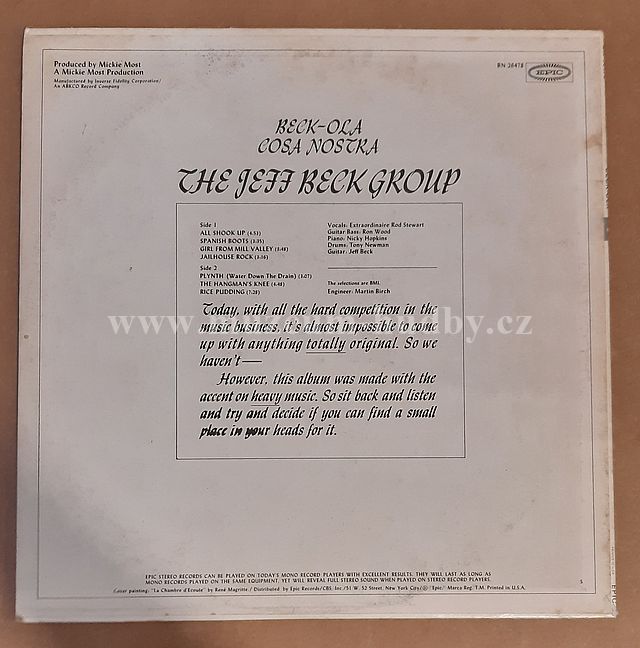 Produced by Mickie Most
A Mickie Most Production
Manufactured by Inverse Fidelity Corporation/
An ABKCO Record Company
BN 26478
EPIC
BECK-OLA
COSA NOSTRA
THE JEFF BECK GROUP
Side 1
ALL SHOOK UP (4:53)
SPANISH BOOTS (3:35)
GIRL FROM MILL VALLEY (3:48)
JAILHOUSE ROCK (3:16)
Side 2
PLYNTH (Water Down The Drain) (3:07)
THE HANGMAN'S KNEE (4:48)
RICE PUDDING (7:28)
Vocals: Extraordinaire Rod Stewart
Guitar Bass: Ron Wood
Piano: Nicky Hopkins
Drums: Tony Newman
Guitar: Jeff Beck
The selections are BMI.
Engineer: Martin Birch
Today, with all the hard competition in the
music business, it's almost impossible to come
up with anything totally original. So we
haven't—
However, this album was made with the
accent on heavy music. So sit back and listen
and try and decide if you can find a small
place in your heads for it.
EPIC STEREO RECORDS CAN BE PLAYED ON TODAY'S MONO RECORD PLAYERS WITH EXCELLENT RESULTS. THEY WILL LAST AS LONG AS
MONO RECORDS PLAYED ON THE SAME EQUIPMENT, YET WILL REVEAL FULL STEREO SOUND WHEN PLAYED ON STEREO RECORD PLAYERS.
Cover painting: "La Chambre d'Ecoute" by René Magritte / Distributed by Epic Records/CBS, Inc./51 W. 52 Street, New York City/® "Epic," Marca Reg. T.M. Printed in U.S.A.